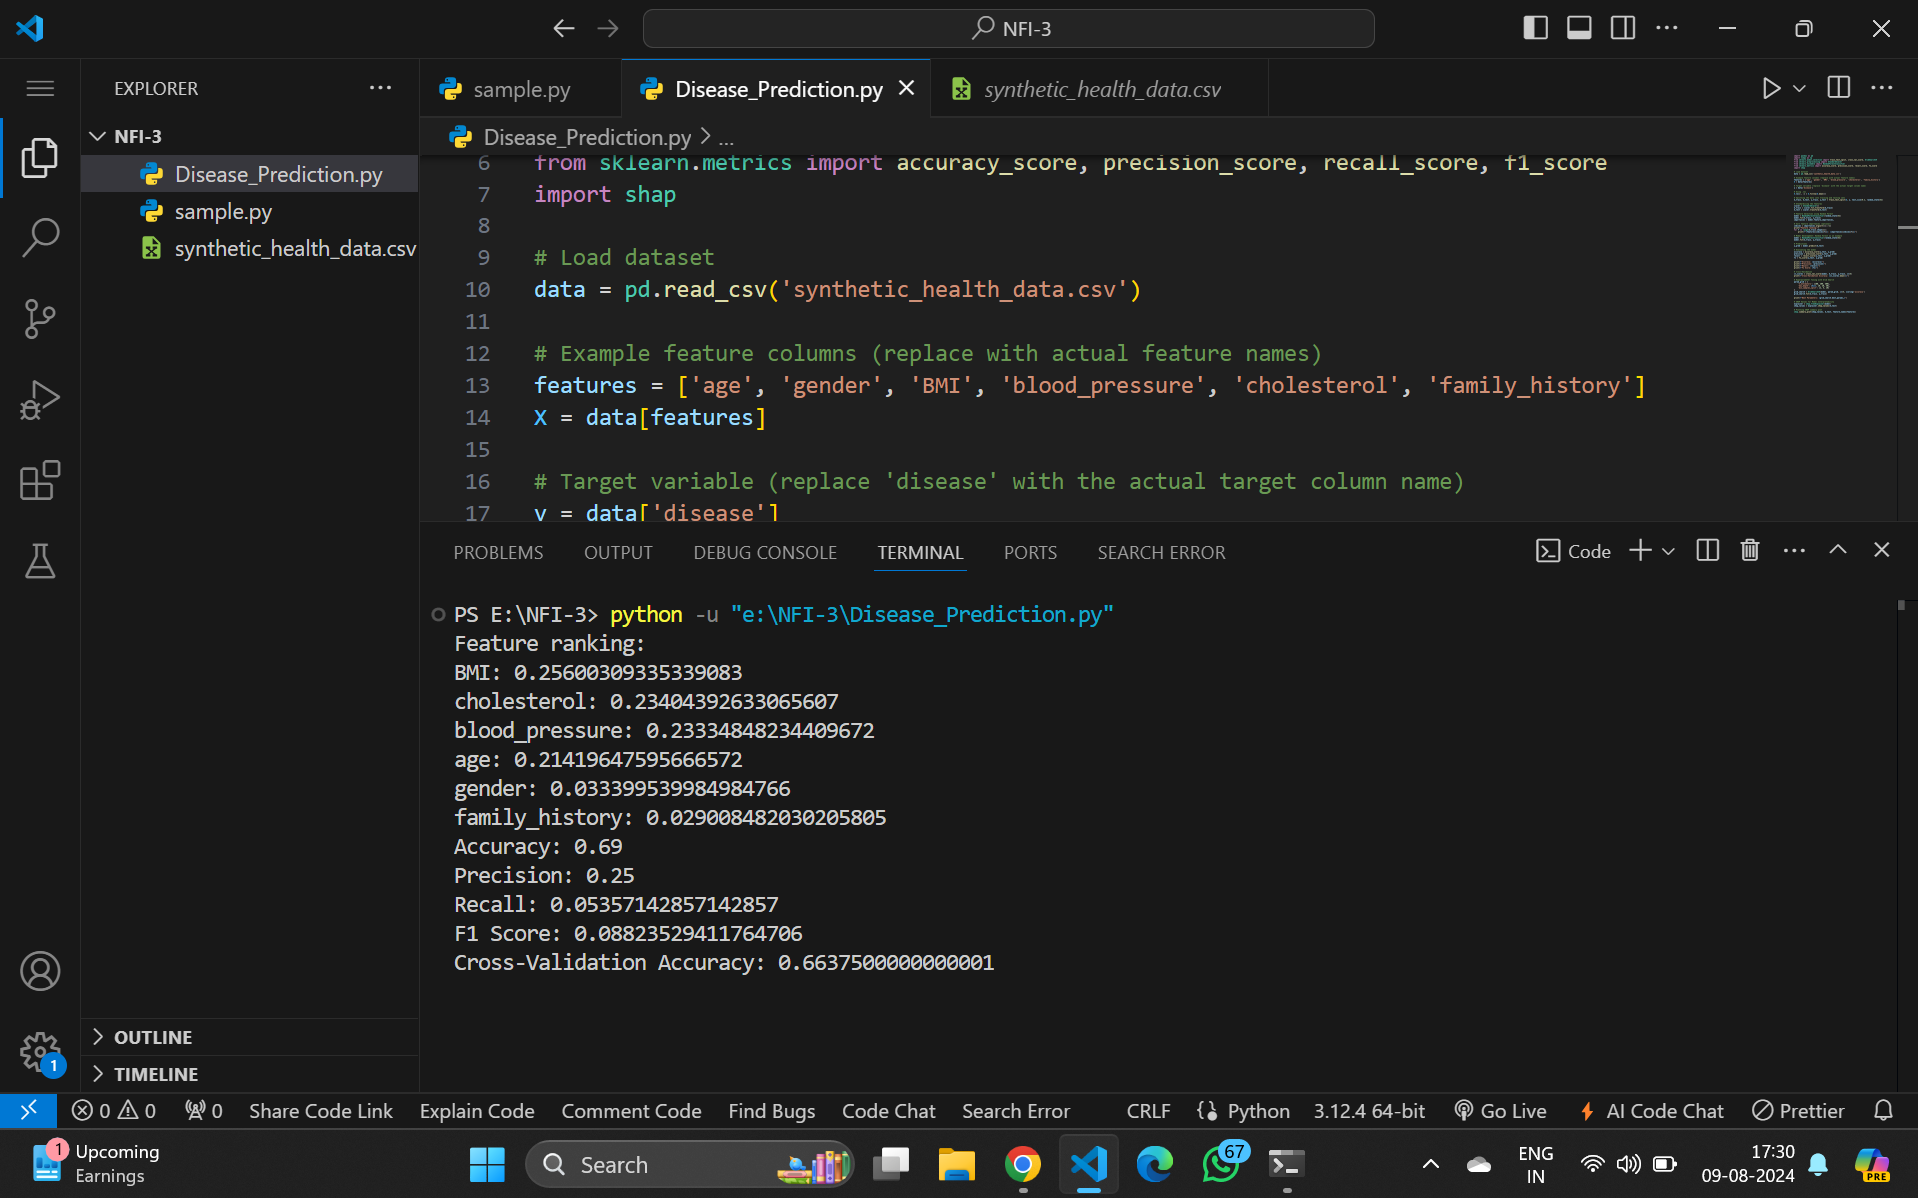 NFI-3
EXPLORER
sample.py
Disease_Prediction.py
synthetic_health_data.csv
NFI-3
Disease_Prediction.py
sample.py
synthetic_health_data.csv
Disease_Prediction.py > ...
6 from sklearn.metrics import accuracy_score, precision_score, recall_score, f1_score
7 import shap
8
9 # Load dataset
10 data = pd.read_csv('synthetic_health_data.csv')
11
12 # Example feature columns (replace with actual feature names)
13 features = ['age', 'gender', 'BMI', 'blood_pressure', 'cholesterol', 'family_history']
14 X = data[features]
15
16 # Target variable (replace 'disease' with the actual target column name)
17 y = data['disease']
PROBLEMS OUTPUT DEBUG CONSOLE TERMINAL PORTS SEARCH ERROR
Code
PS E:\NFI-3> python -u "e:\NFI-3\Disease_Prediction.py"
Feature ranking:
BMI: 0.25600309335339083
cholesterol: 0.23404392633065607
blood_pressure: 0.23334848234409672
age: 0.21419647595666572
gender: 0.033399539984984766
family_history: 0.029008482030205805
Accuracy: 0.69
Precision: 0.25
Recall: 0.05357142857142857
F1 Score: 0.08823529411764706
Cross-Validation Accuracy: 0.6637500000000001
OUTLINE
TIMELINE
1
0 0 0 Share Code Link Explain Code Comment Code Find Bugs Code Chat Search Error CRLF Python 3.12.4 64-bit Go Live AI Code Chat Prettier
1
Upcoming
Earnings
Search
67
ENG
IN
17:30
09-08-2024
PRE